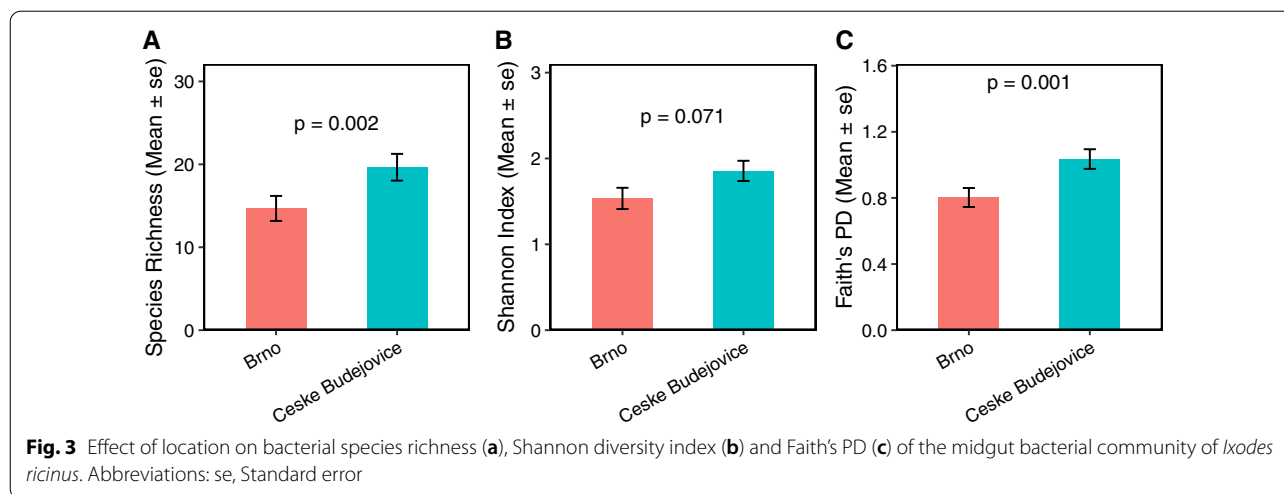 A
Species Richness (Mean ± se)
30
20
10
0
p = 0.002
Brno
Ceske Budejovice
B
Shannon Index (Mean ± se)
3
2
1
0
p = 0.071
Brno
Ceske Budejovice
C
Faith's PD (Mean ± se)
1.6
1.2
0.8
0.4
0.0
p = 0.001
Brno
Ceske Budejovice
Fig. 3 Effect of location on bacterial species richness (a), Shannon diversity index (b) and Faith’s PD (c) of the midgut bacterial community of Ixodes
ricinus. Abbreviations: se, Standard error